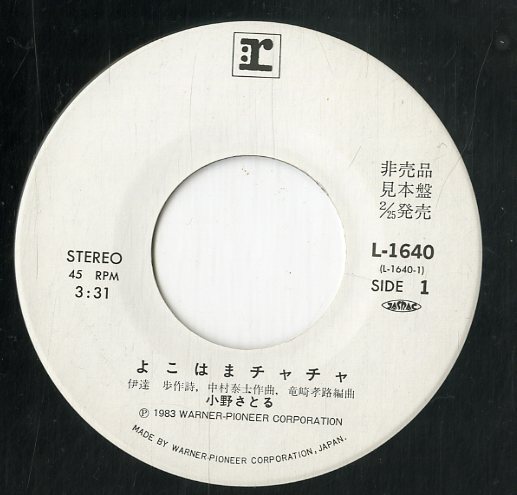 r
非売品
見本盤
2/25発売
STEREO
45 RPM
3:31
L-1640
(L-1640-1)
SIDE 1
JASRAC
よこはまチャチャ
伊達 歩作詩, 中村泰士作曲, 竜崎孝路編曲
小野さとる
Ⓟ 1983 WARNER-PIONEER CORPORATION
MADE BY WARNER-PIONEER CORPORATION, JAPAN.